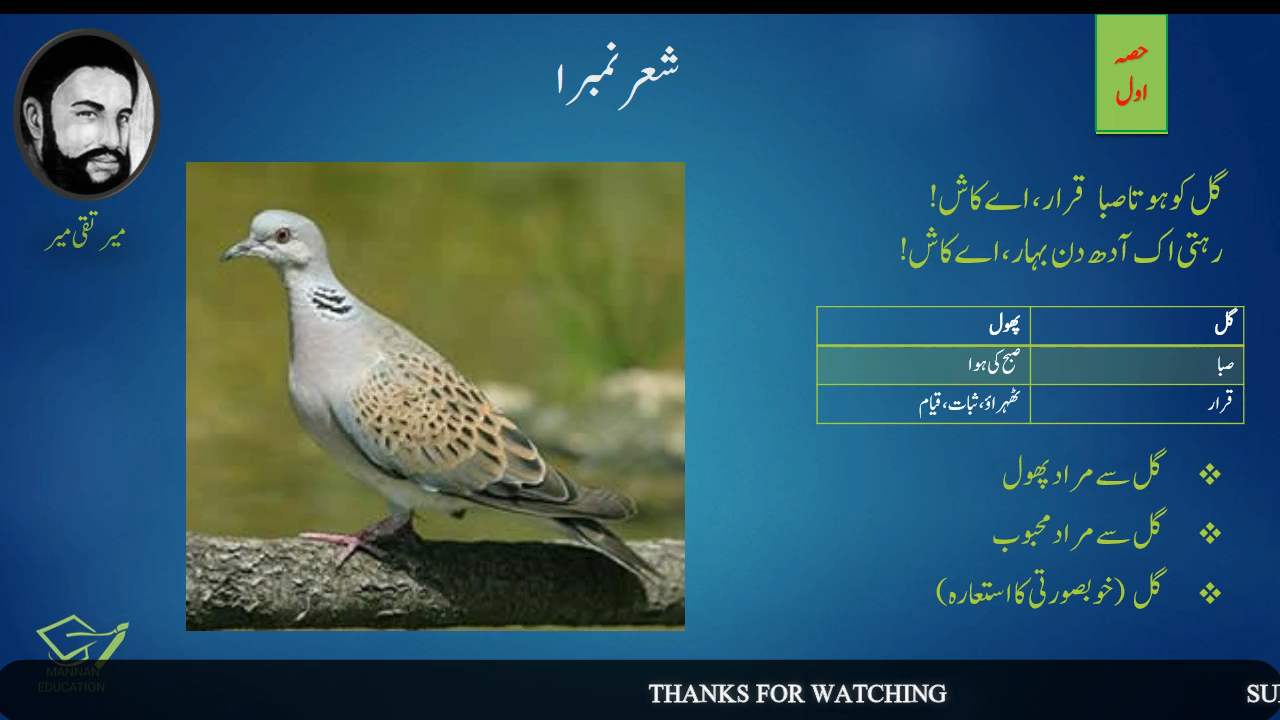 حصہ
اول
شعر نمبر ۱
میر تقی میر
گل کو ہوتا صبا قرار، اے کاش!
رہتی اک آدھ دن بہار، اے کاش!
گل پھول
صبا صبح کی ہوا
قرار ٹھہراؤ، ثبات، قیام
❖ گل سے مراد پھول
❖ گل سے مراد محبوب
❖ گل (خوبصورتی کا استعارہ)
MANNAN
EDUCATION
THANKS FOR WATCHING